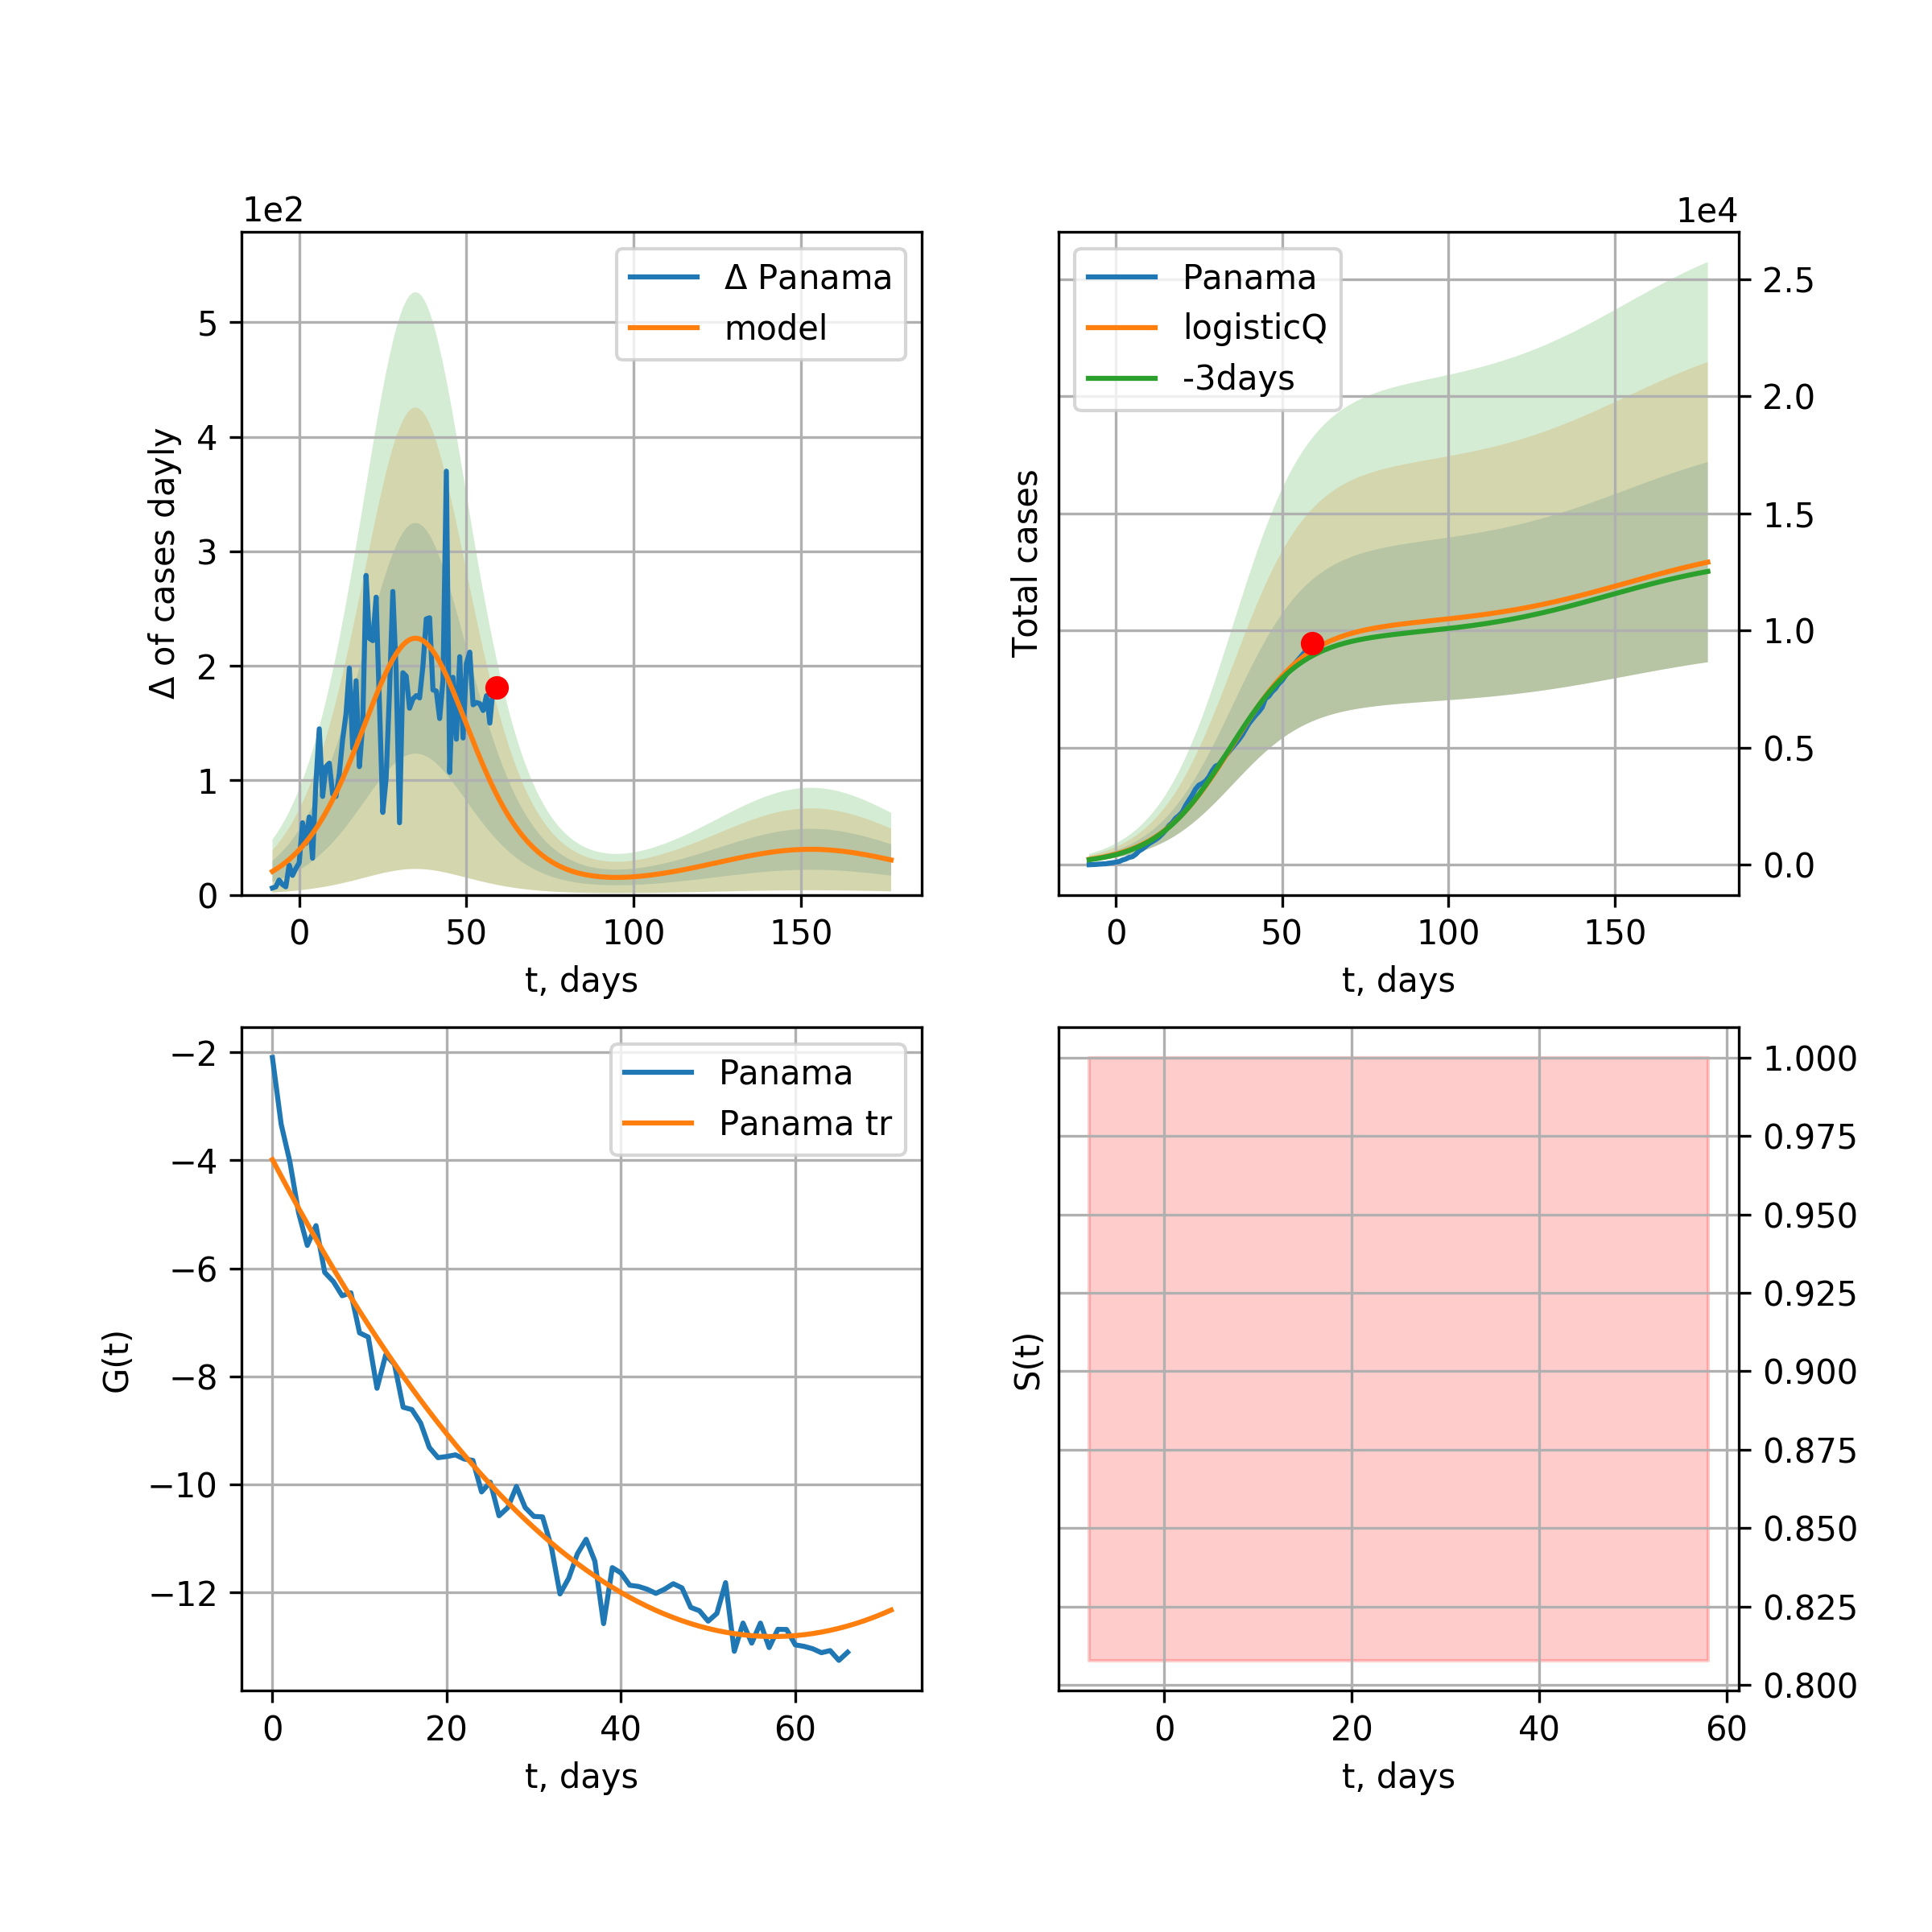 1e2
Δ Panama
model
5
4
3
2
1
0
Δ of cases dayly
0 50 100 150
t, days
1e4
Panama
logisticQ
-3days
2.5
2.0
1.5
1.0
0.5
0.0
Total cases
0 50 100 150
t, days
Panama
Panama tr
−2
−4
−6
−8
−10
−12
G(t)
0 20 40 60
t, days
1.000
0.975
0.950
0.925
0.900
0.875
0.850
0.825
0.800
S(t)
0 20 40 60
t, days